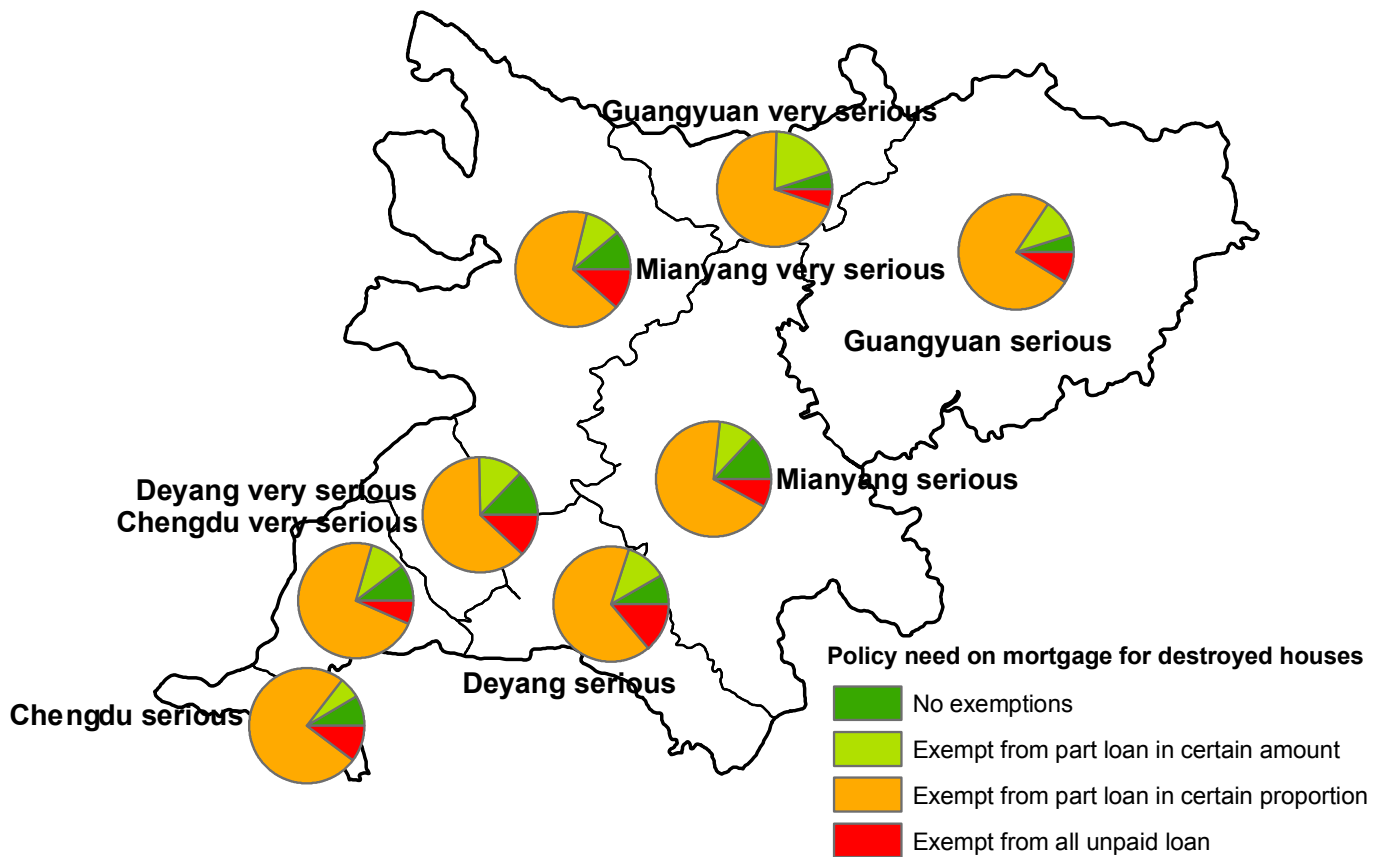 Guangyuan very serious
Mianyang very serious
Guangyuan serious
Mianyang serious
Deyang very serious
Chengdu very serious
Deyang serious
Chengdu serious
Policy need on mortgage for destroyed houses
No exemptions
Exempt from part loan in certain amount
Exempt from part loan in certain proportion
Exempt from all unpaid loan